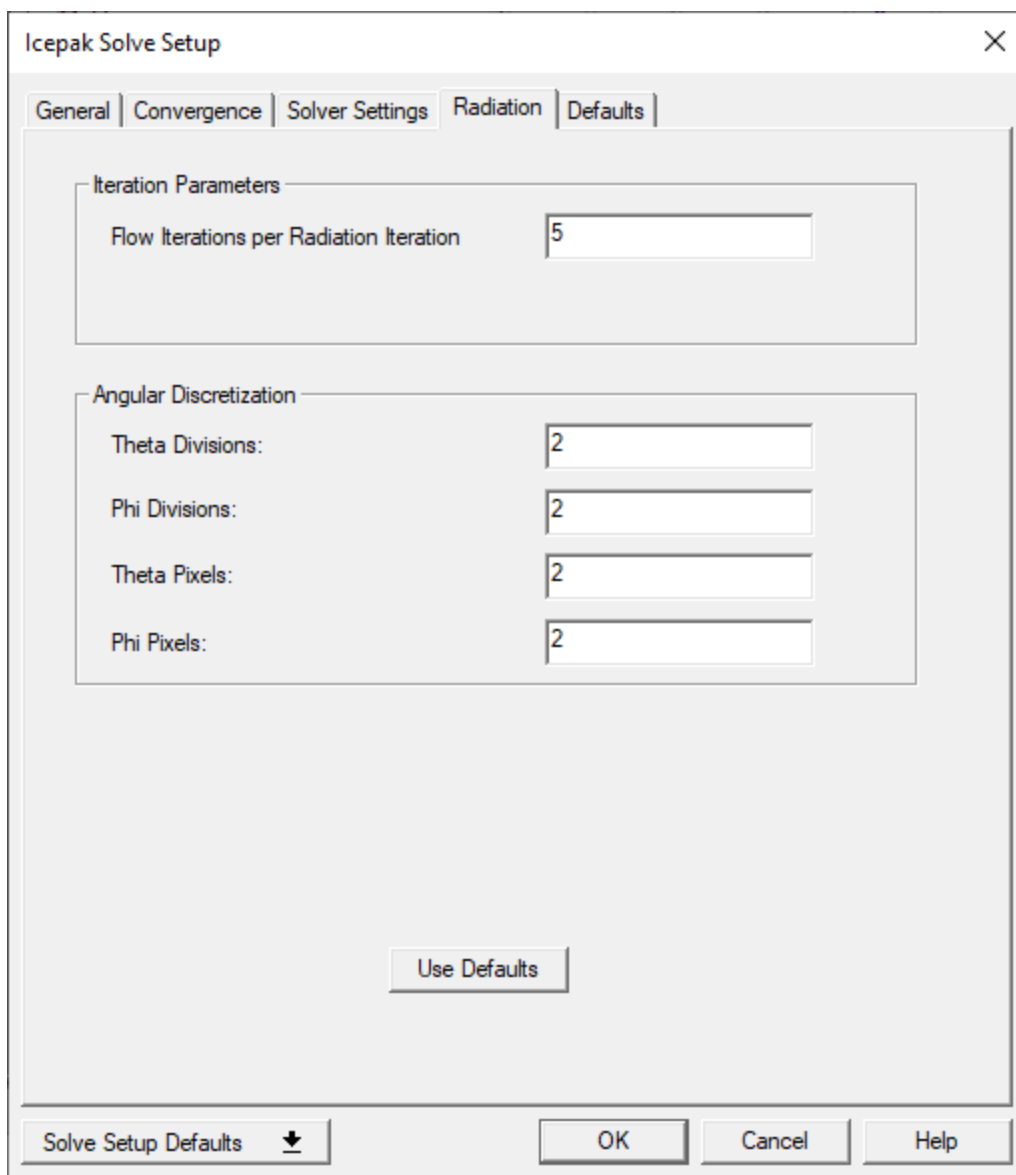 Icepak Solve Setup
General Convergence Solver Settings Radiation Defaults
Iteration Parameters
Flow Iterations per Radiation Iteration 5
Angular Discretization
Theta Divisions: 2
Phi Divisions: 2
Theta Pixels: 2
Phi Pixels: 2
Use Defaults
Solve Setup Defaults OK Cancel Help